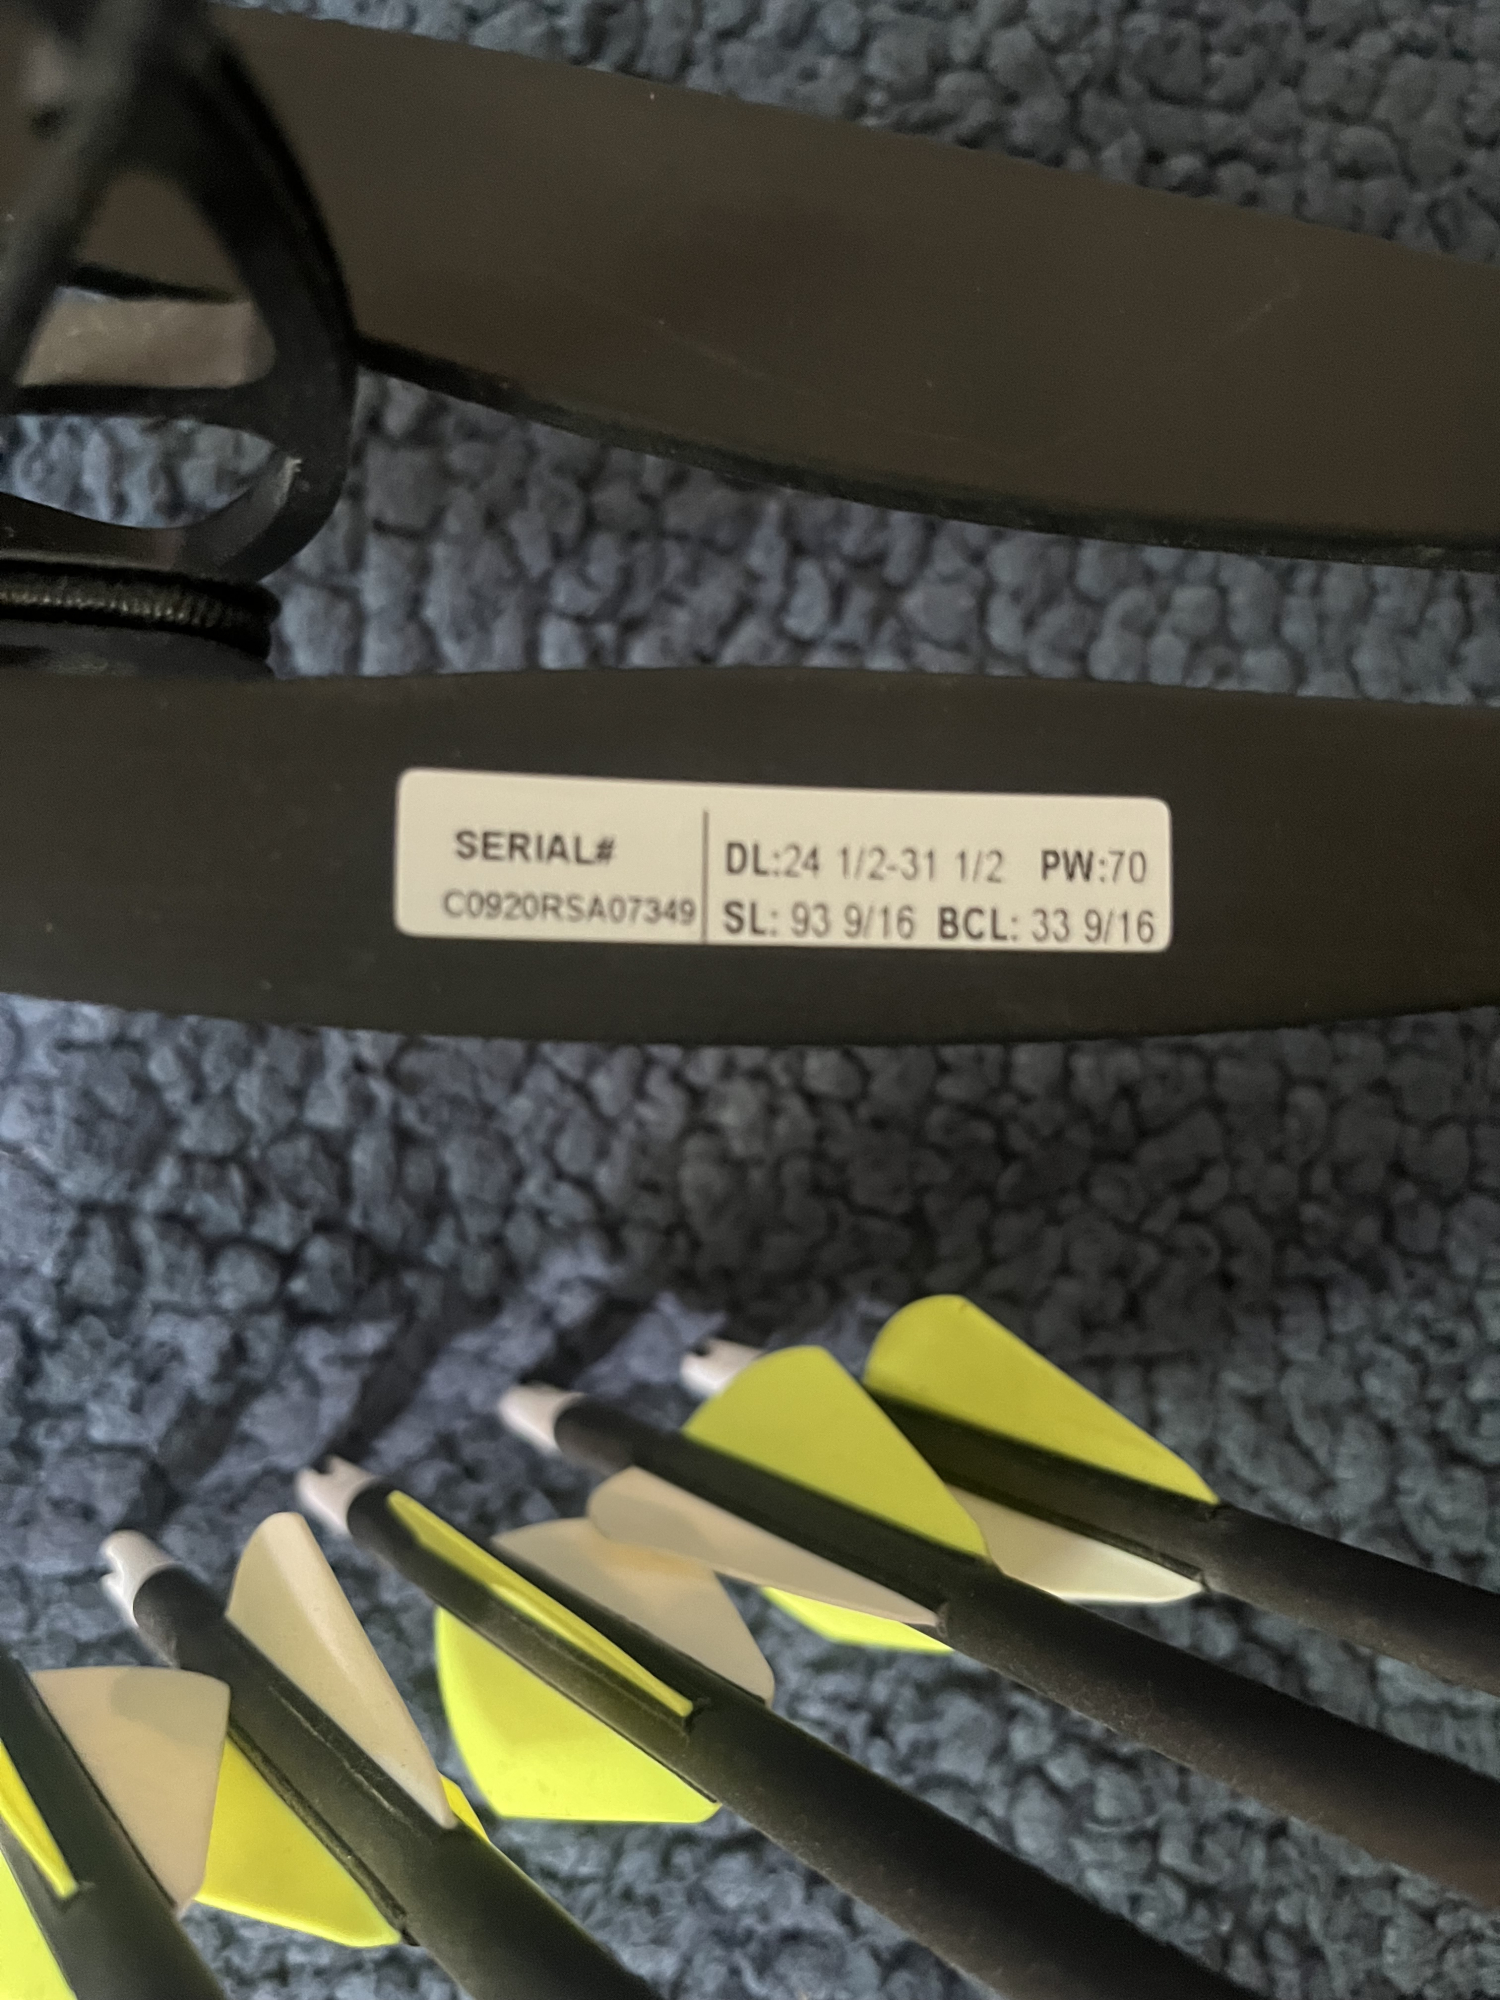 SERIAL#
C0920RSA07349
DL:24 1/2-31 1/2 PW:70
SL: 93 9/16 BCL: 33 9/16